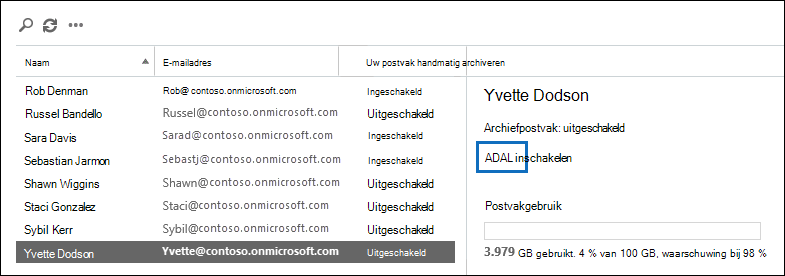 Naam E-mailadres Uw postvak handmatig archiveren
Rob Denman Rob@contoso.onmicrosoft.com Ingeschakeld
Russel Bandello Russel@contoso.onmicrosoft.com Uitgeschakeld
Sara Davis Sarad@contoso.onmicrosoft.com Ingeschakeld
Sebastian Jarmon Sebastj@contoso.onmicrosoft.com Ingeschakeld
Shawn Wiggins Shawn@contoso.onmicrosoft.com Uitgeschakeld
Staci Gonzalez Staci@contoso.onmicrosoft.com Uitgeschakeld
Sybil Kerr Sybil@contoso.onmicrosoft.com Uitgeschakeld
Yvette Dodson Yvette@contoso.onmicrosoft.com Uitgeschakeld
Yvette Dodson
Archiefpostvak: uitgeschakeld
ADAL inschakelen
Postvakgebruik
3.979 GB gebruikt. 4 % van 100 GB, waarschuwing bij 98 %